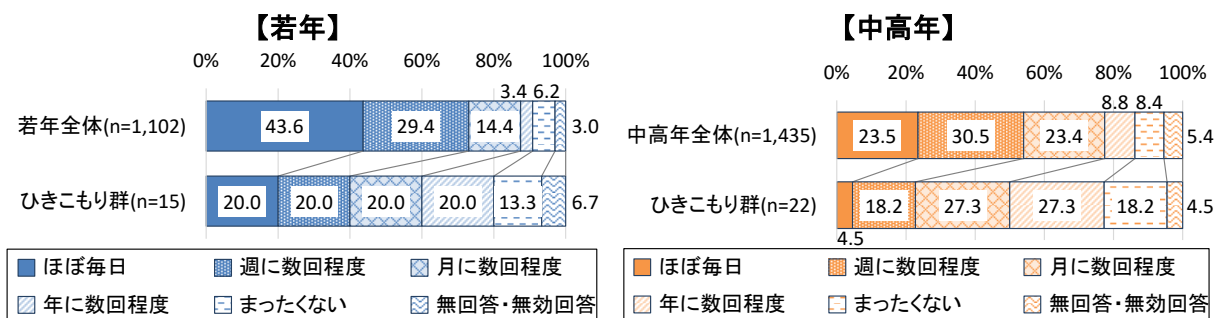 【若年】
0% 20% 40% 60% 80% 100%
3.4 6.2
若年全体(n=1,102) 43.6 29.4 14.4 3.0
ひきこもり群(n=15) 20.0 20.0 20.0 20.0 13.3 6.7
ほぼ毎日 週に数回程度 月に数回程度
年に数回程度 まったくない 無回答・無効回答
【中高年】
0% 20% 40% 60% 80% 100%
8.8 8.4
中高年全体(n=1,435) 23.5 30.5 23.4 5.4
ひきこもり群(n=22) 18.2 27.3 27.3 18.2 4.5
4.5
ほぼ毎日 週に数回程度 月に数回程度
年に数回程度 まったくない 無回答・無効回答